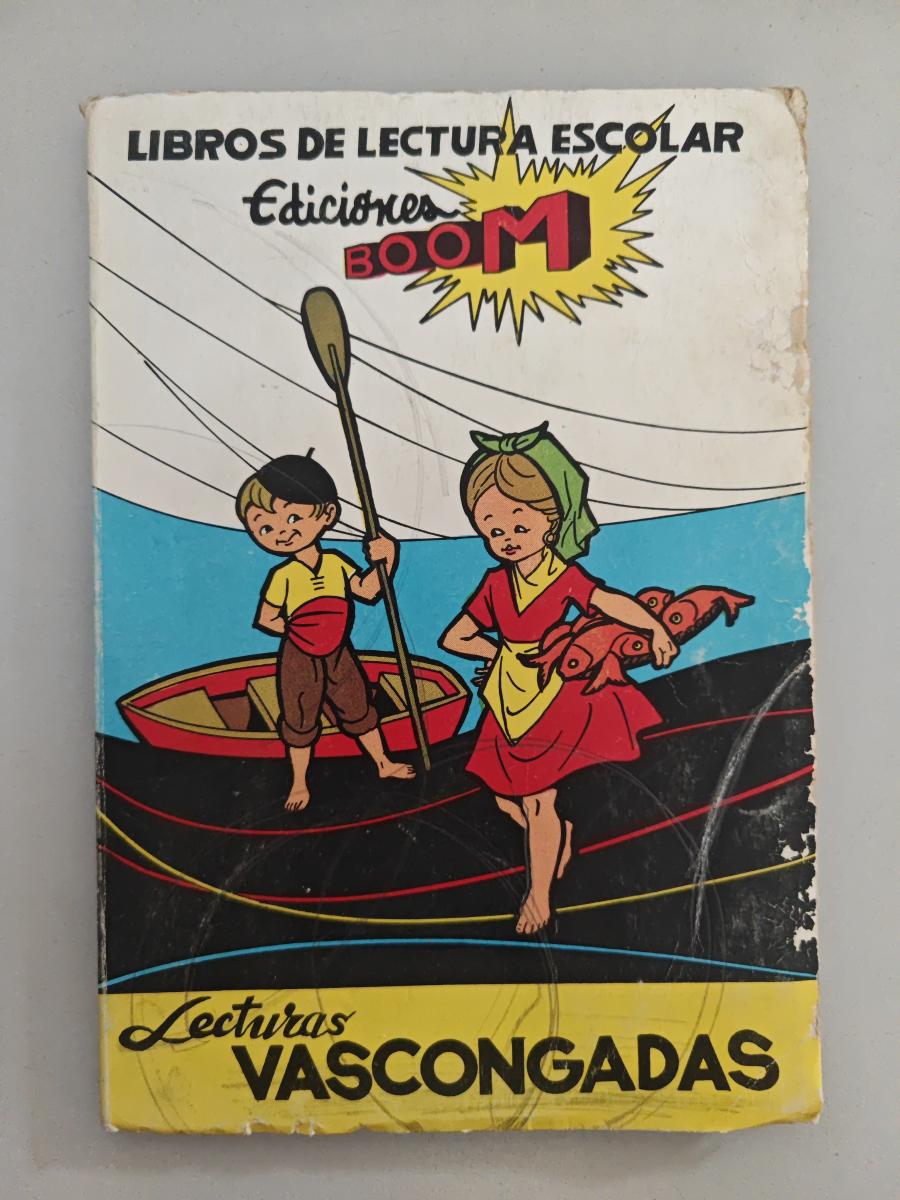 LIBROS DE LECTURA ESCOLAR
Ediciones
BOOM
Lecturas
VASCONGADAS